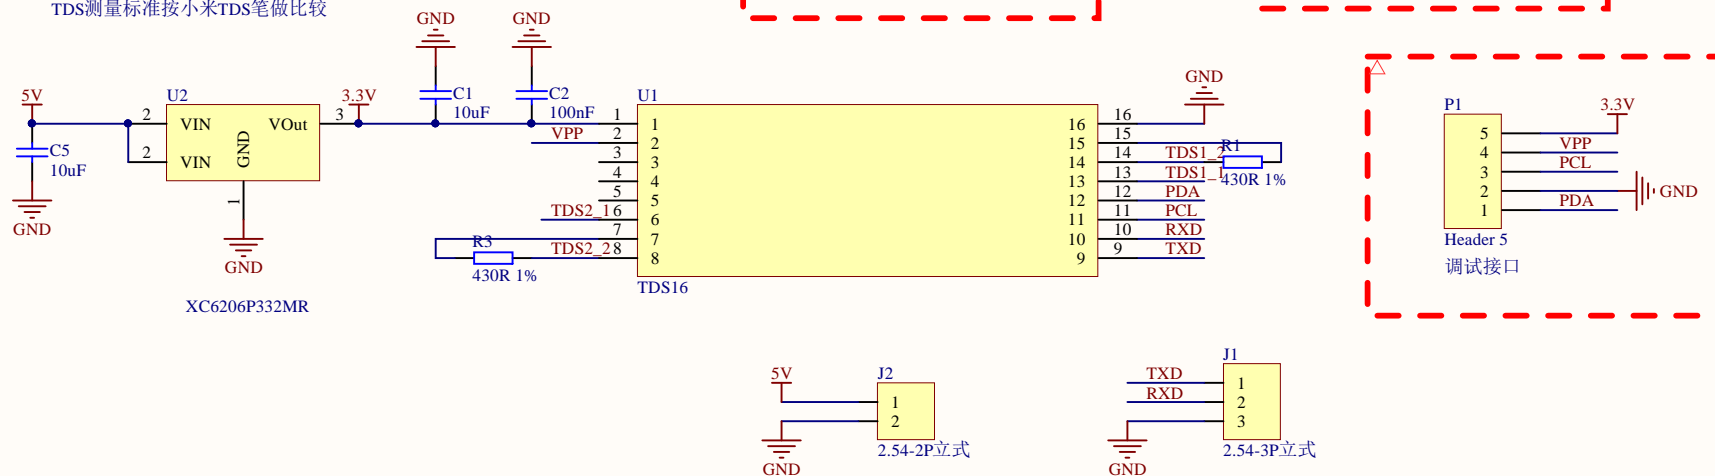 TDS测量标准按小米TDS笔做比较
GND
GND
5V
U2
2
VIN
VOut
3
3.3V
GND
2
VIN
1
C5
10uF
GND
GND
XC6206P332MR
C1
10uF
C2
100nF
U1
1
1
VPP
2
2
3
3
4
4
5
5
TDS2_1
6
6
7
7
R3
TDS2_2
8
8
430R 1%
TDS16
GND
16
16
15
15
R1
14
14
TDS1_2
13
13
TDS1_1
430R 1%
12
12
PDA
11
11
PCL
10
10
RXD
9
9
TXD
P1
3.3V
5
4
VPP
3
PCL
2
GND
1
PDA
Header 5
调试接口
5V
J2
1
2
GND
2.54-2P立式
J1
TXD
1
RXD
2
3
GND
2.54-3P立式